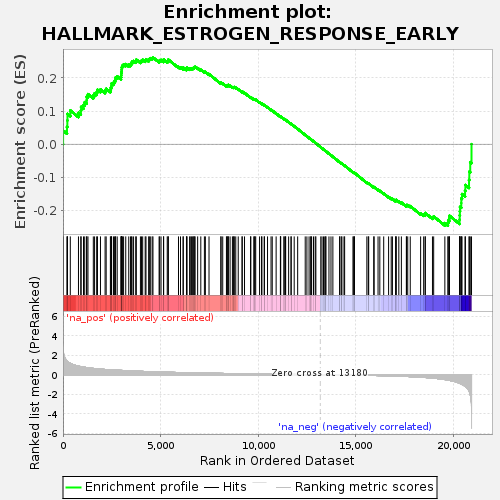 Enrichment plot:
HALLMARK_ESTROGEN_RESPONSE_EARLY
Enrichment score (ES)
0.2
0.1
0.0
-0.1
-0.2
Ranked list metric (PreRanked)
6
4
2
0
-2
-4
-6
'na_pos' (positively correlated)
Zero cross at 13180
'na_neg' (negatively correlated)
0
5,000
10,000
15,000
20,000
Rank in Ordered Dataset
Enrichment profile
Hits
Ranking metric scores